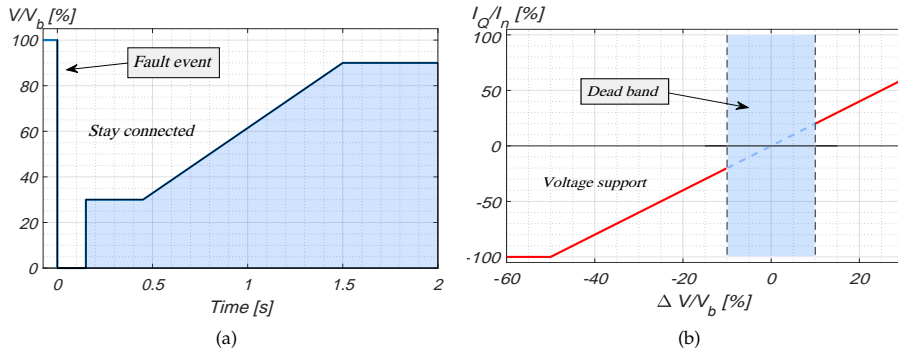 V/V_b [%]
100
80
60
40
20
0
Fault event
Stay connected
0
0.5
1
1.5
2
Time [s]
(a)
I_Q/I_n [%]
100
50
0
-50
-100
Dead band
Voltage support
-60
-40
-20
0
20
Δ V/V_b [%]
(b)